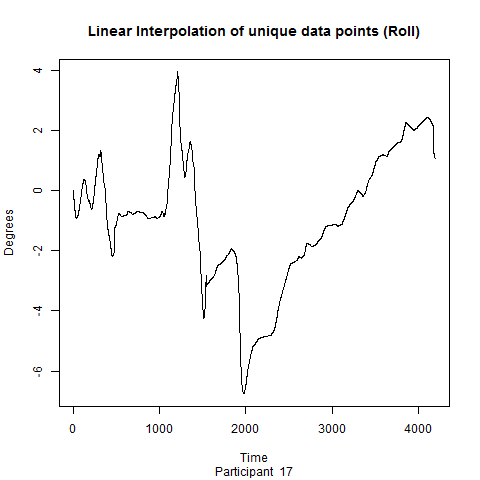 Linear Interpolation of unique data points (Roll)
Degrees
4
2
0
-2
-4
-6
0 1000 2000 3000 4000
Time
Participant 17